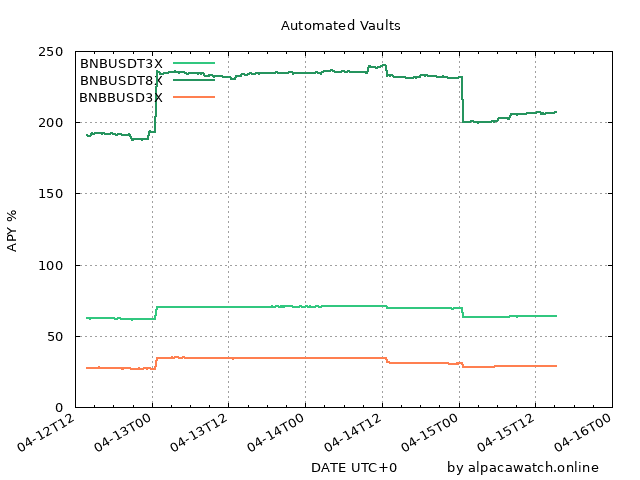 Automated Vaults
250
200
150
100
50
0
APY %
BNBUSDT3X
BNBUSDT8X
BNBBUSD3X
04-12T12
04-13T00
04-13T12
04-14T00
04-14T12
04-15T00
04-15T12
04-16T00
DATE UTC+0
by alpacawatch.online